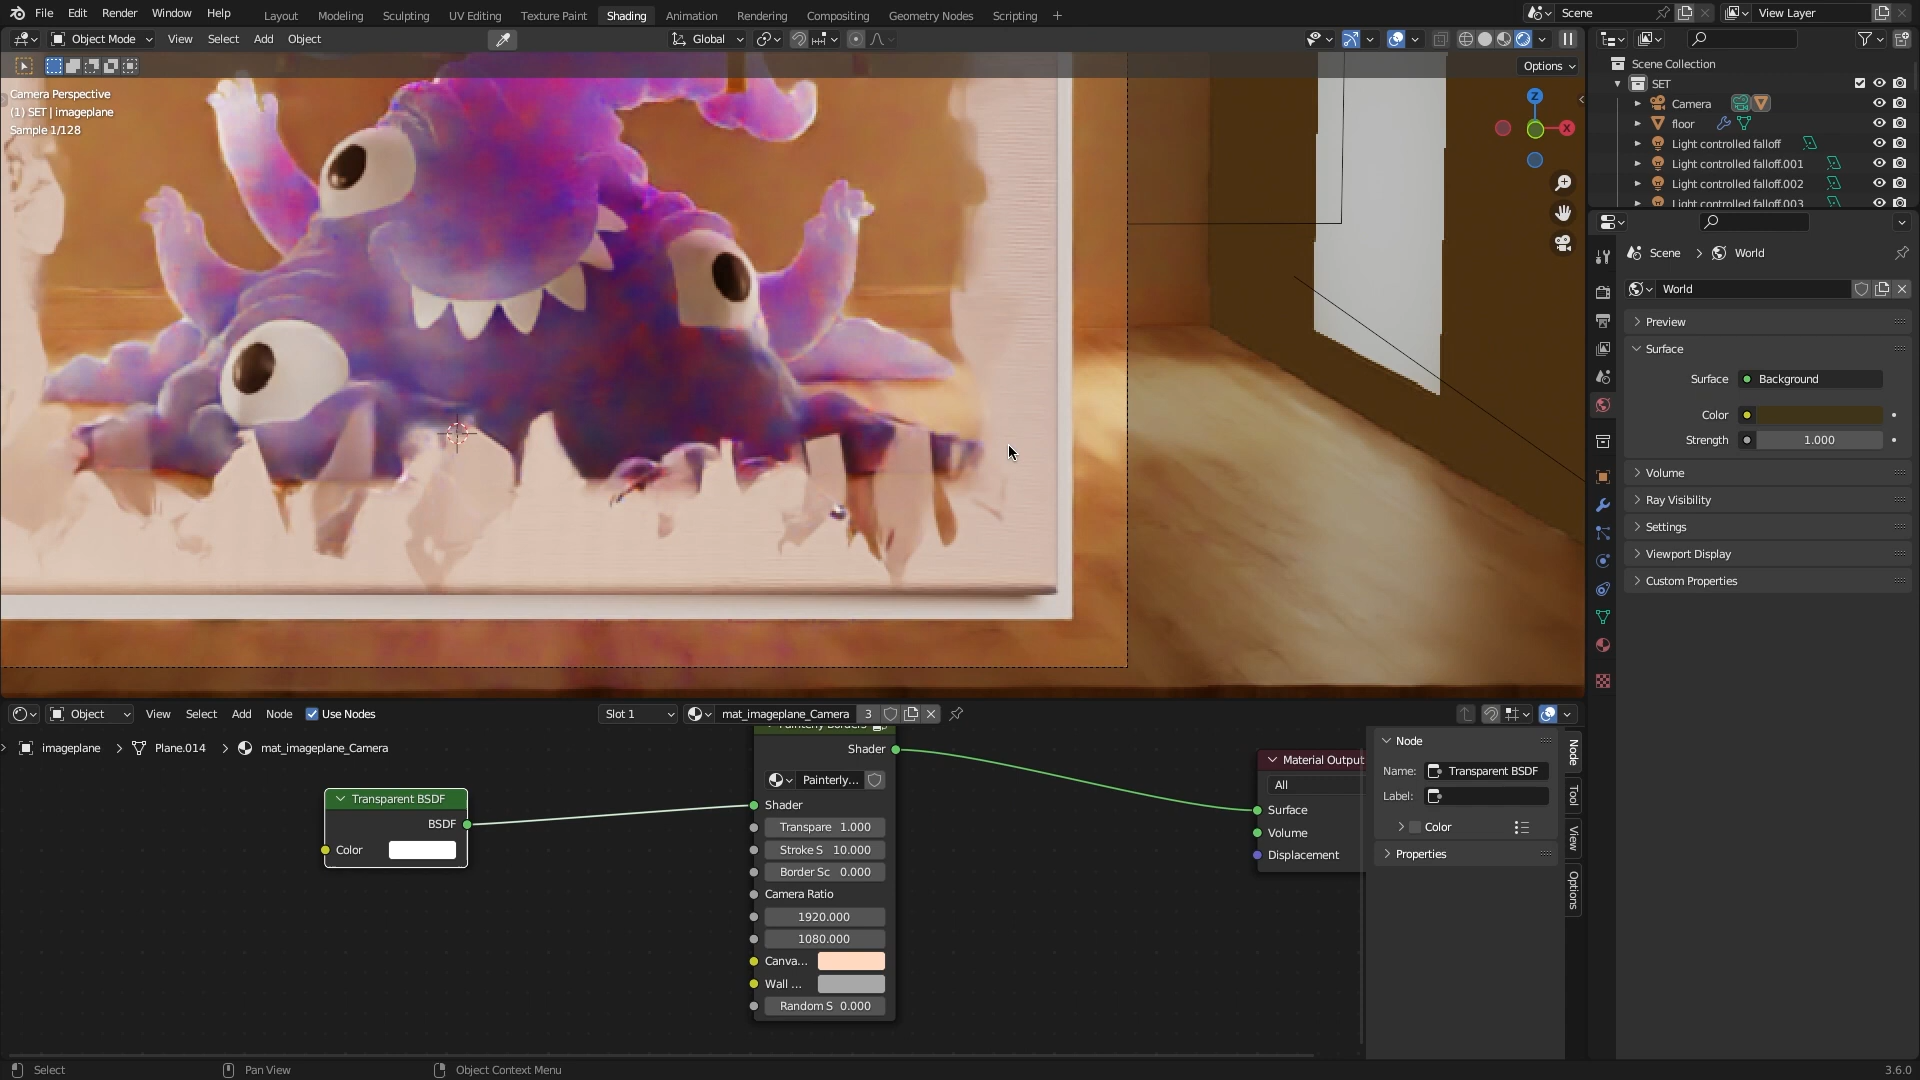 File Edit Render Window Help Layout Modeling Sculpting UV Editing Texture Paint Shading Animation Rendering Compositing Geometry Nodes Scripting + Scene View Layer
Object Mode View Select Add Object Global
Options
Camera Perspective
(1) SET | imageplane
Sample 1/128
Z
X
Scene Collection
SET
Camera
floor
Light controlled falloff
Light controlled falloff.001
Light controlled falloff.002
Light controlled falloff.003
Scene > World
World
Preview
Surface
Surface Background
Color
Strength 1.000
Volume
Ray Visibility
Settings
Viewport Display
Custom Properties
Object View Select Add Node Use Nodes Slot 1 mat_imageplane_Camera 3
imageplane > Plane.014 > mat_imageplane_Camera
Transparent BSDF
BSDF
Color
Painterly Borders
Shader
Painterly...
Shader
Transpare 1.000
Stroke S 10.000
Border Sc 0.000
Camera Ratio
1920.000
1080.000
Canva...
Wall ...
Random S 0.000
Material Output
All
Surface
Volume
Displacement
Node
Name: Transparent BSDF
Label:
Color
Properties
Node
Tool
View
Options
Select Pan View Object Context Menu 3.6.0